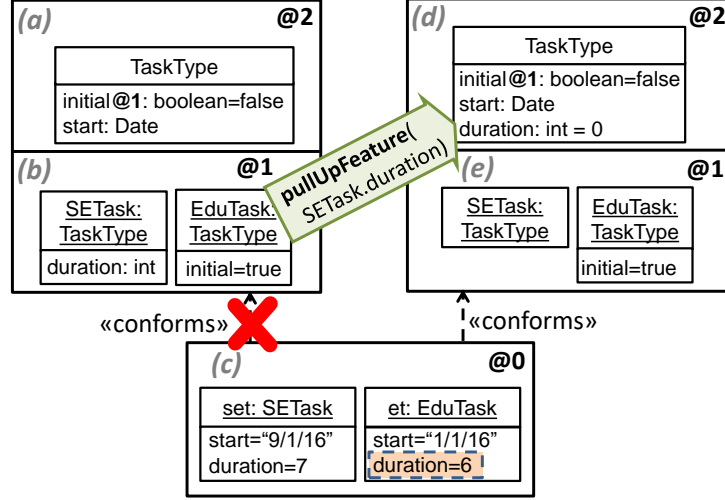 (a)
@2
TaskType
initial@1: boolean=false
start: Date
(b)
@1
SETask:
TaskType
duration: int
EduTask:
TaskType
initial=true
pullUpFeature(
SETask.duration)
(d)
@2
TaskType
initial@1: boolean=false
start: Date
duration: int = 0
(e)
@1
SETask:
TaskType
EduTask:
TaskType
initial=true
«conforms»
«conforms»
(c)
@0
set: SETask
start=“9/1/16”
duration=7
et: EduTask
start=“1/1/16”
duration=6